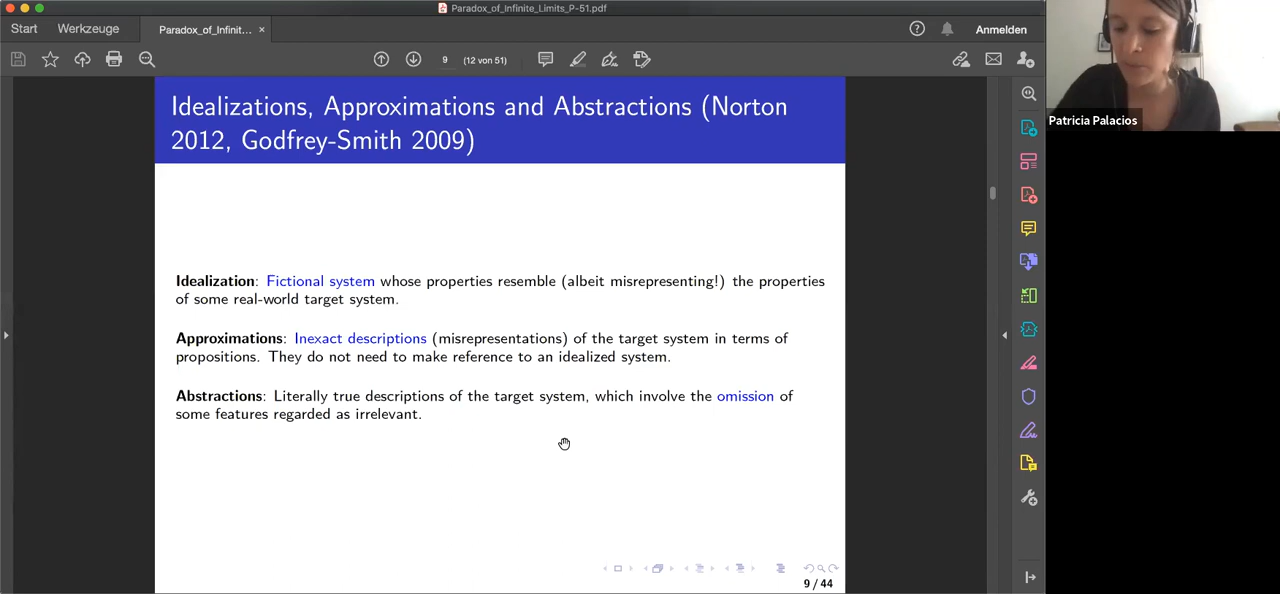 Paradox_of_Infinite_Limits_P-51.pdf
Start Werkzeuge Paradox_of_Infinit... × Anmelden
9 (12 von 51)
Patricia Palacios
Idealizations, Approximations and Abstractions (Norton
2012, Godfrey-Smith 2009)
Idealization: Fictional system whose properties resemble (albeit misrepresenting!) the properties
of some real-world target system.
Approximations: Inexact descriptions (misrepresentations) of the target system in terms of
propositions. They do not need to make reference to an idealized system.
Abstractions: Literally true descriptions of the target system, which involve the omission of
some features regarded as irrelevant.
9 / 44